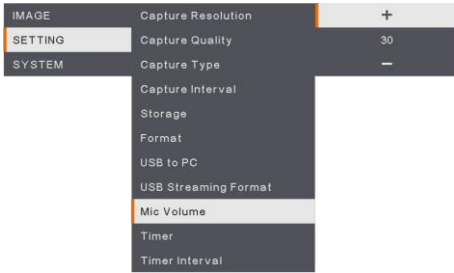 IMAGE
SETTING
SYSTEM
Capture Resolution
Capture Quality
Capture Type
Capture Interval
Storage
Format
USB to PC
USB Streaming Format
Mic Volume
Timer
Timer Interval
+
30
−